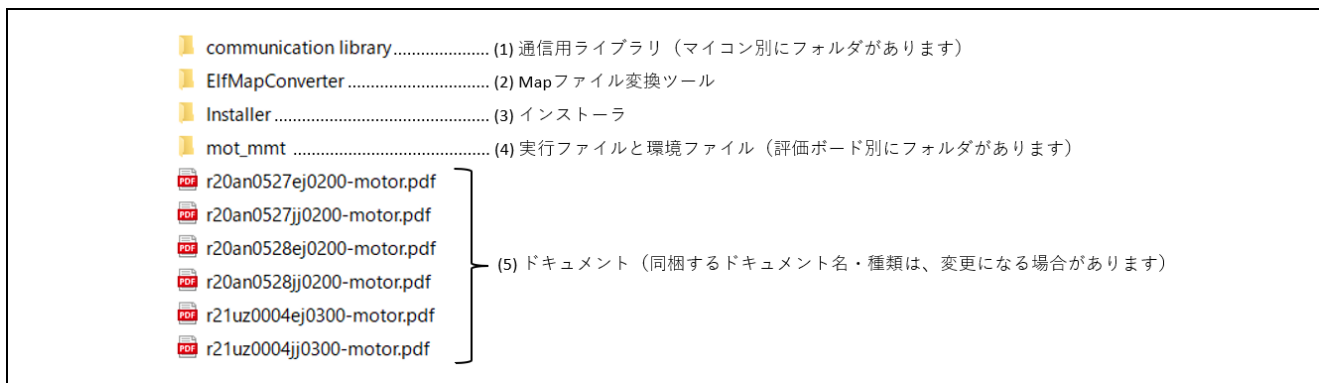 communication library..................... (1) 通信用ライブラリ（マイコン別にフォルダがあります）
ElfMapConverter ............................... (2) Mapファイル変換ツール
Installer............................................... (3) インストーラ
mot_mmt ........................................... (4) 実行ファイルと環境ファイル（評価ボード別にフォルダがあります）
PDF r20an0527ej0200-motor.pdf
PDF r20an0527jj0200-motor.pdf
PDF r20an0528ej0200-motor.pdf
(5) ドキュメント（同梱するドキュメント名・種類は、変更になる場合があります）
PDF r20an0528jj0200-motor.pdf
PDF r21uz0004ej0300-motor.pdf
PDF r21uz0004jj0300-motor.pdf